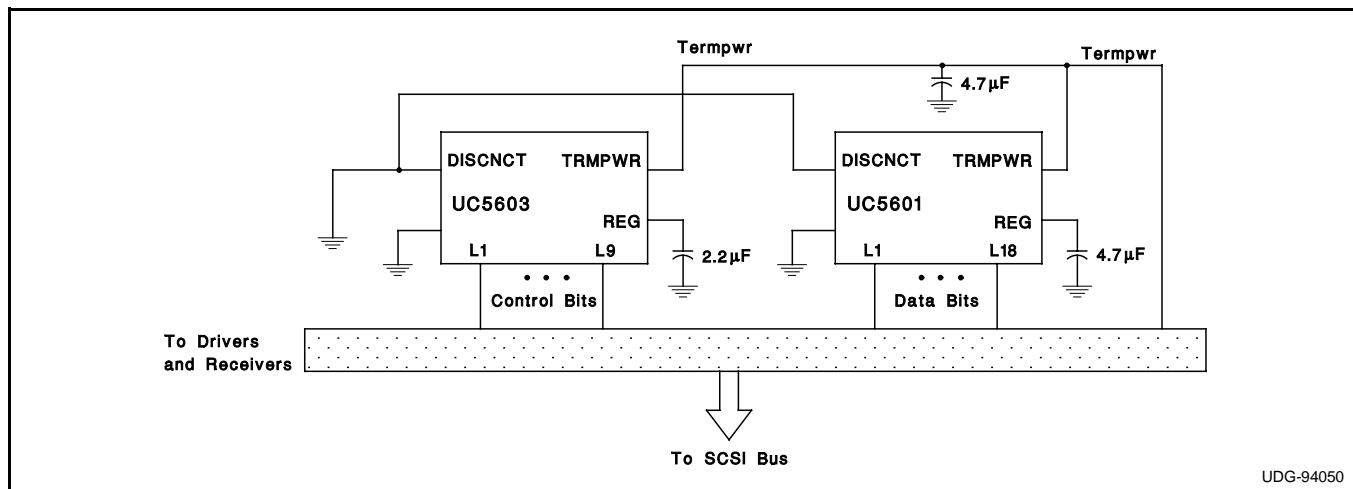 Termpwr
Termpwr
4.7µF
DISCNCT TRMPWR
UC5603
REG
L1 L9
2.2µF
Control Bits
DISCNCT TRMPWR
UC5601
REG
L1 L18
4.7µF
Data Bits
To Drivers
and Receivers
To SCSI Bus
UDG-94050